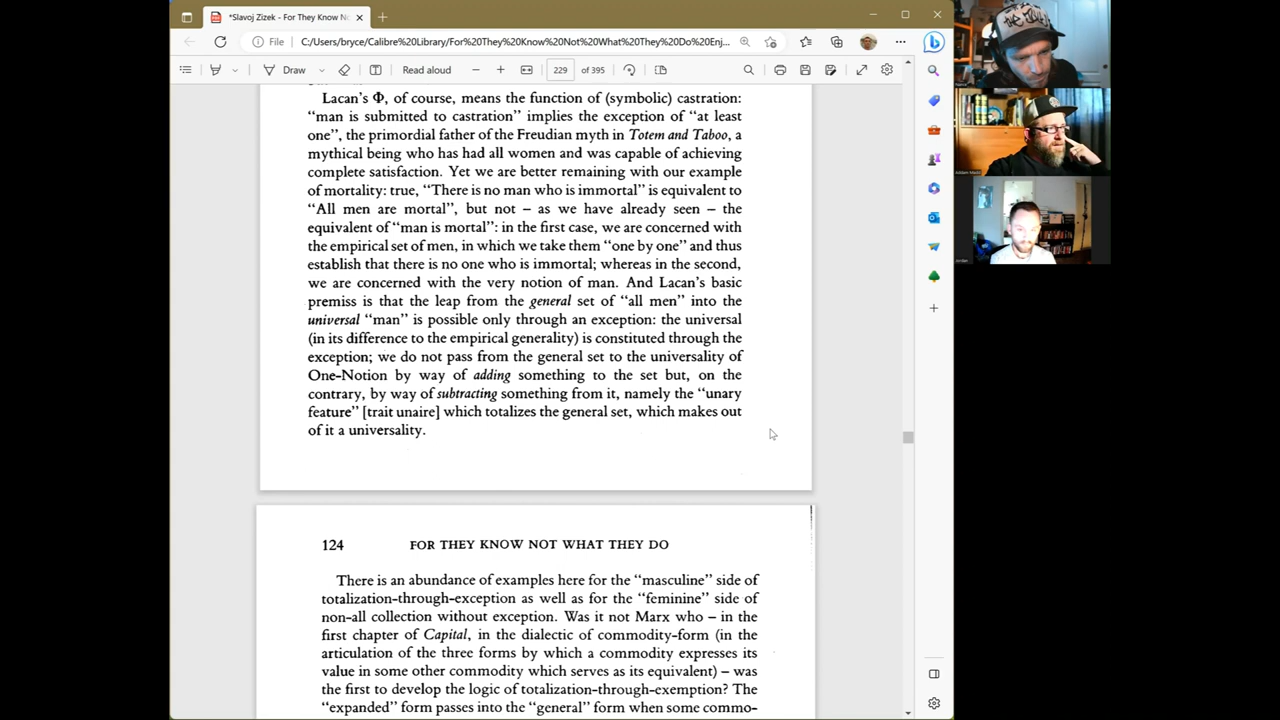 *Slavoj Zizek - For They Know No
File
C:/Users/bryce/Calibre%20Library/For%20They%20Know%20Not%20What%20They%20Do%20Enj...
Draw
Read aloud
229
of 395
Lacan's Φ, of course, means the function of (symbolic) castration:
“man is submitted to castration” implies the exception of “at least
one”, the primordial father of the Freudian myth in Totem and Taboo, a
mythical being who has had all women and was capable of achieving
complete satisfaction. Yet we are better remaining with our example
of mortality: true, “There is no man who is immortal” is equivalent to
“All men are mortal”, but not – as we have already seen – the
equivalent of “man is mortal”: in the first case, we are concerned with
the empirical set of men, in which we take them “one by one” and thus
establish that there is no one who is immortal; whereas in the second,
we are concerned with the very notion of man. And Lacan's basic
premiss is that the leap from the general set of “all men” into the
universal “man” is possible only through an exception: the universal
(in its difference to the empirical generality) is constituted through the
exception; we do not pass from the general set to the universality of
One-Notion by way of adding something to the set but, on the
contrary, by way of subtracting something from it, namely the “unary
feature” [trait unaire] which totalizes the general set, which makes out
of it a universality.
124
FOR THEY KNOW NOT WHAT THEY DO
There is an abundance of examples here for the “masculine” side of
totalization-through-exception as well as for the “feminine” side of
non-all collection without exception. Was it not Marx who – in the
first chapter of Capital, in the dialectic of commodity-form (in the
articulation of the three forms by which a commodity expresses its
value in some other commodity which serves as its equivalent) – was
the first to develop the logic of totalization-through-exemption? The
“expanded” form passes into the “general” form when some commo-
Jordan